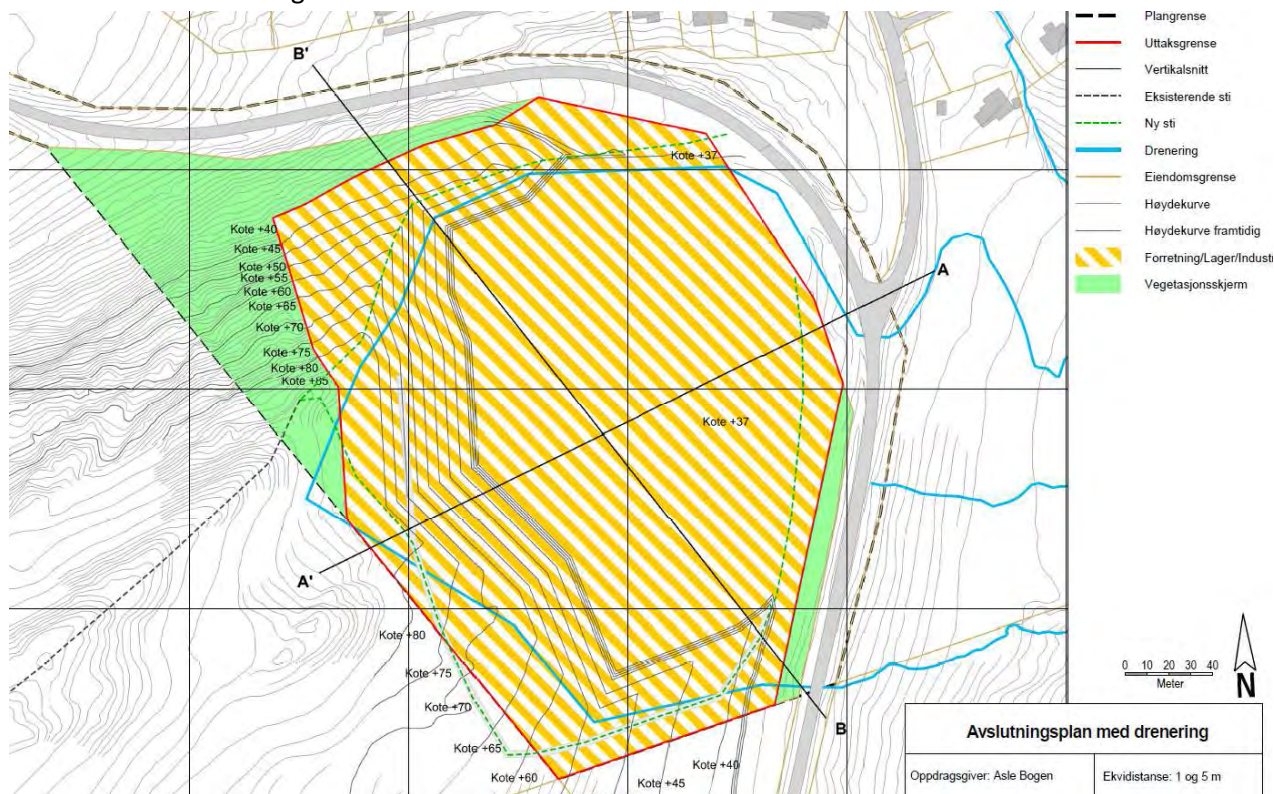 B'
Kote +37
Kote +40
Kote +45
Kote +50
Kote +55
Kote +60
Kote +65
Kote +70
Kote +75
Kote +80
Kote +85
A
Kote +37
A'
Kote +80
Kote +75
Kote +70
Kote +65
Kote +60
Kote +45
Kote +40
B
Plangrense
Uttaksgrense
Vertikalsnitt
Eksisterende sti
Ny sti
Drenering
Eiendomsgrense
Høydekurve
Høydekurve framtidig
Forretning/Lager/Industri
Vegetasjonsskjerm
0 10 20 30 40
Meter
N
Avslutningsplan med drenering
Oppdragsgiver: Asle Bogen
Ekvidistanse: 1 og 5 m